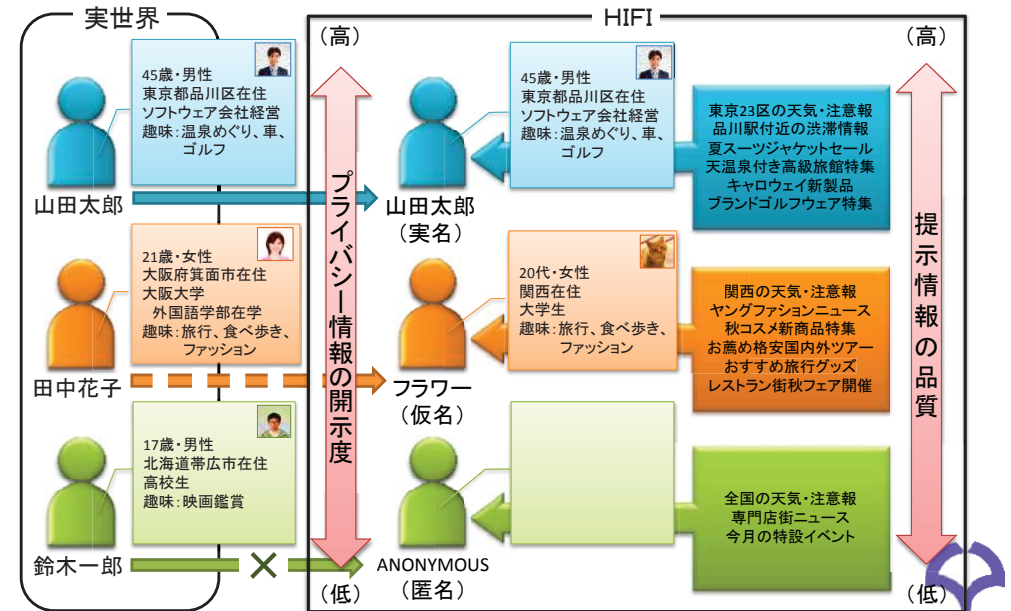 実世界
HIFI
(高)
(高)
45歳・男性
東京都品川区在住
ソフトウェア会社経営
趣味:温泉めぐり、車、
ゴルフ
山田太郎
45歳・男性
東京都品川区在住
ソフトウェア会社経営
趣味:温泉めぐり、車、
ゴルフ
山田太郎
(実名)
東京23区の天気・注意報
品川駅付近の渋滞情報
夏スーツジャケットセール
天温泉付き高級旅館特集
キャロウェイ新製品
ブランドゴルフウェア特集
プライバシー情報の開示度
提示情報の品質
21歳・女性
大阪府箕面市在住
大阪大学
外国語学部在学
趣味:旅行、食べ歩き、
ファッション
田中花子
20代・女性
関西在住
大学生
趣味:旅行、食べ歩き、
ファッション
フラワー
(仮名)
関西の天気・注意報
ヤングファションニュース
秋コスメ新商品特集
お薦め格安国内外ツアー
おすすめ旅行グッズ
レストラン街秋フェア開催
17歳・男性
北海道帯広市在住
高校生
趣味:映画鑑賞
鈴木一郎
×
ANONYMOUS
(匿名)
全国の天気・注意報
専門店街ニュース
今月の特設イベント
(低)
(低)